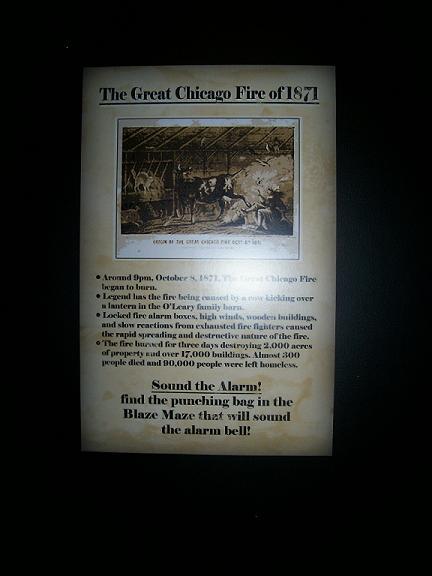 The Great Chicago Fire of 1871
ORIGIN OF THE GREAT CHICAGO FIRE OCT. 8TH 1871
• Around 9pm, October 8, 1871, The Great Chicago Fire
began to burn.
• Legend has the fire being caused by a cow kicking over
a lantern in the O'Leary family barn.
• Locked fire alarm boxes, high winds, wooden buildings,
and slow reactions from exhausted fire fighters caused
the rapid spreading and destructive nature of the fire.
• The fire burned for three days destroying 2,000 acres
of property and over 17,000 buildings. Almost 300
people died and 90,000 people were left homeless.
Sound the Alarm!
find the punching bag in the
Blaze Maze that will sound
the alarm bell!